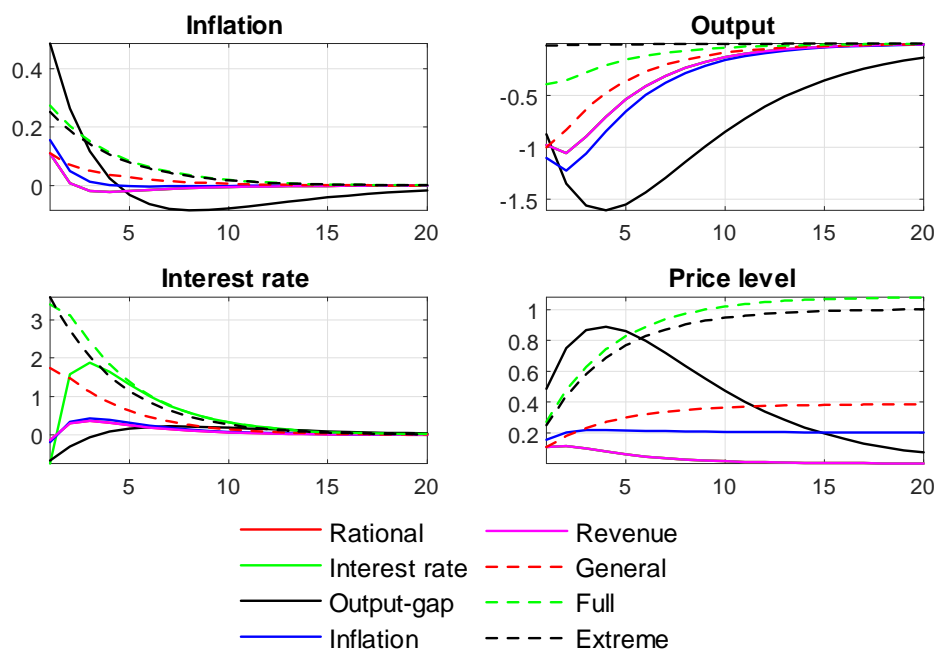 Inflation
0.4
0.2
0
5 10 15 20
Output
-0.5
-1
-1.5
5 10 15 20
Interest rate
3
2
1
0
5 10 15 20
Price level
1
0.8
0.6
0.4
0.2
5 10 15 20
Rational
Interest rate
Output-gap
Inflation
Revenue
General
Full
Extreme